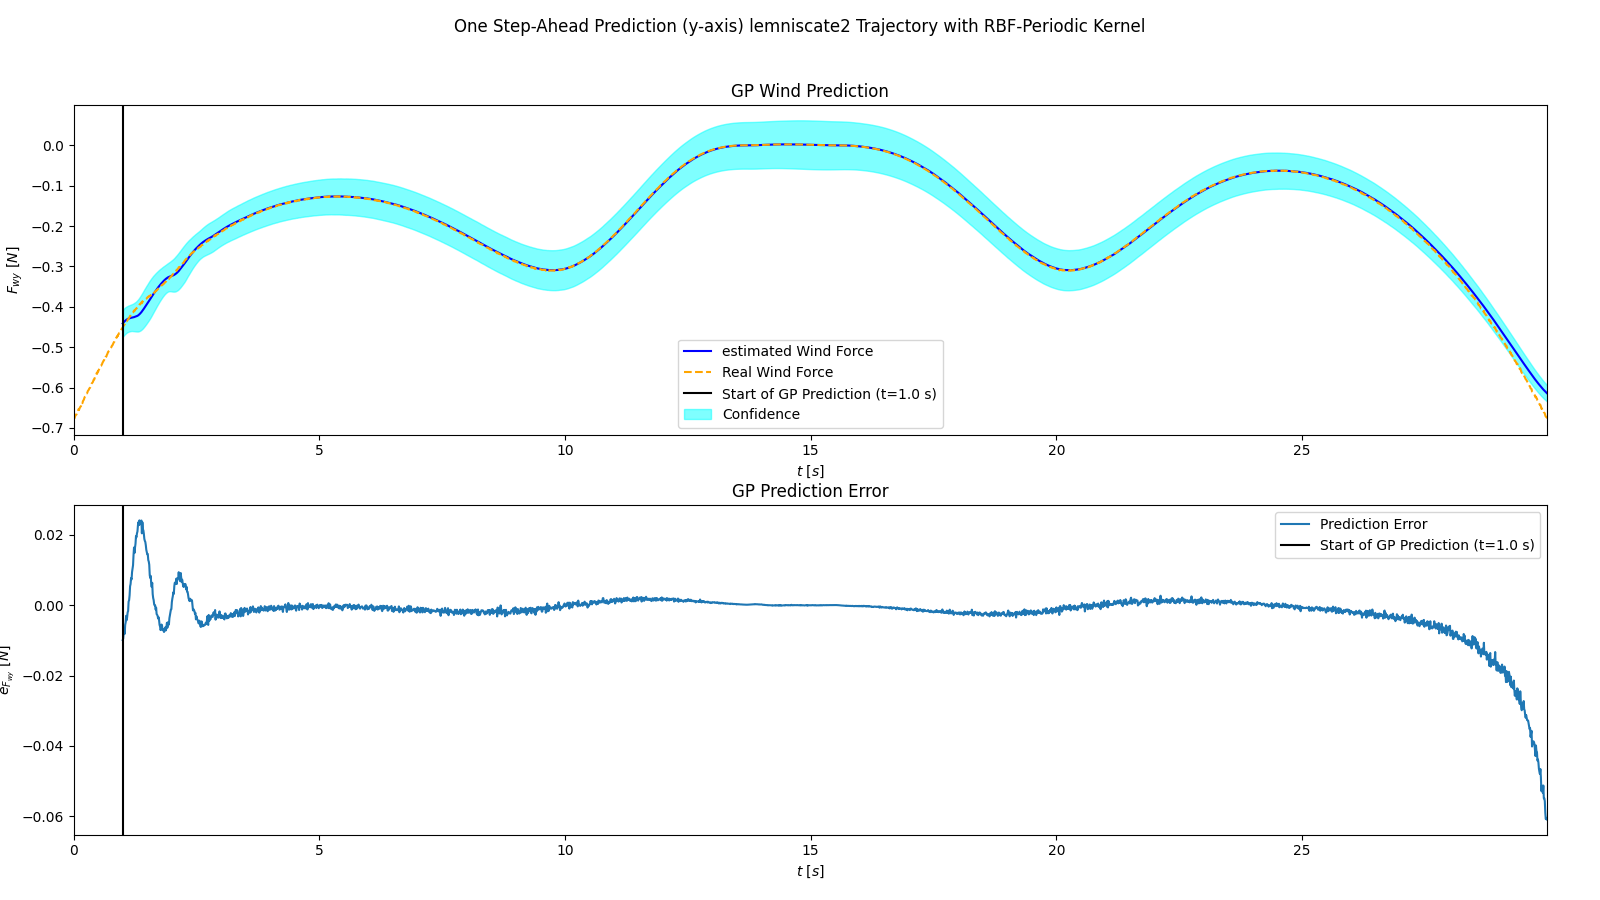 One Step-Ahead Prediction (y-axis) lemniscate2 Trajectory with RBF-Periodic Kernel
GP Wind Prediction
0.0
−0.1
−0.2
−0.3
−0.4
−0.5
−0.6
−0.7
F_wy [N]
estimated Wind Force
Real Wind Force
Start of GP Prediction (t=1.0 s)
Confidence
0 5 10 15 20 25
t [s]
GP Prediction Error
0.02
0.00
−0.02
−0.04
−0.06
e_F_wy [N]
Prediction Error
Start of GP Prediction (t=1.0 s)
0 5 10 15 20 25
t [s]